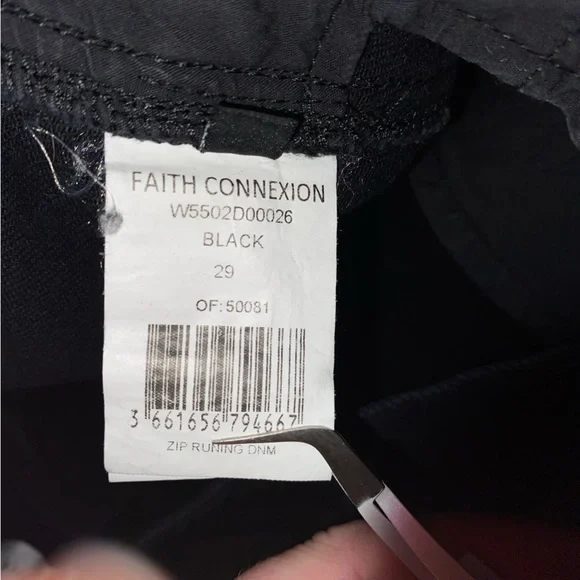 FAITH CONNEXION
W5502D00026
BLACK
29
OF: 50081
3 661656 794667
ZIP RUNING DNM